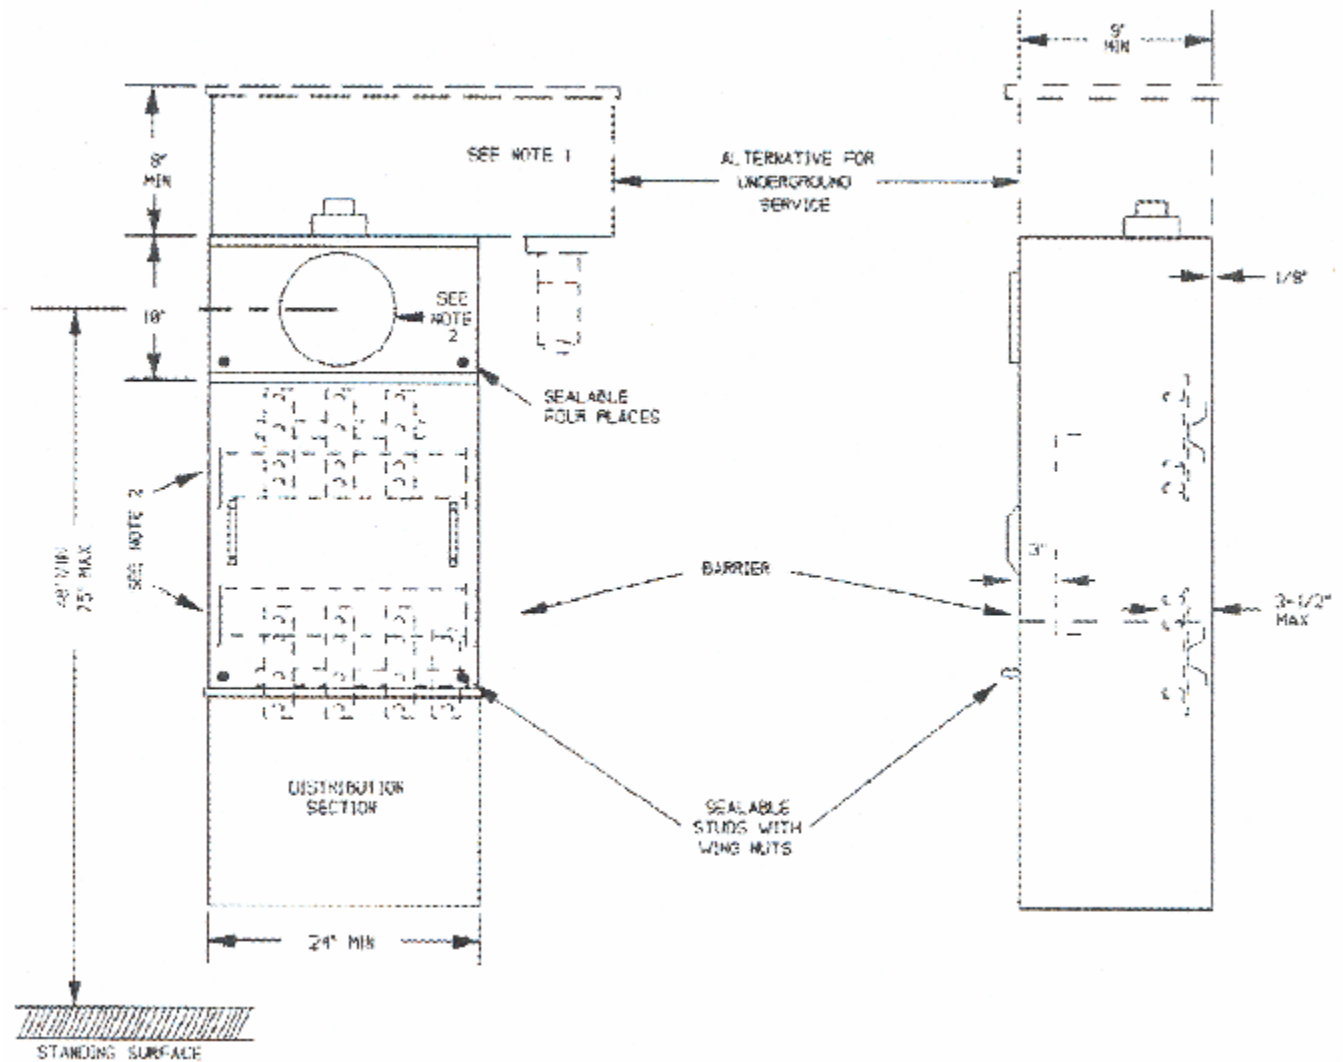 9"
MIN
SEE NOTE 1
ALTERNATIVE FOR
UNDERGROUND
SERVICE
8"
MIN
10"
SEE
NOTE
2
1/8"
SEALABLE
FOUR PLACES
SEE NOTE 2
48" MIN
75" MAX
BARRIER
3"
3-1/2"
MAX
DISTRIBUTION
SECTION
SEALABLE
STUDS WITH
WING NUTS
24" MIN
STANDING SURFACE